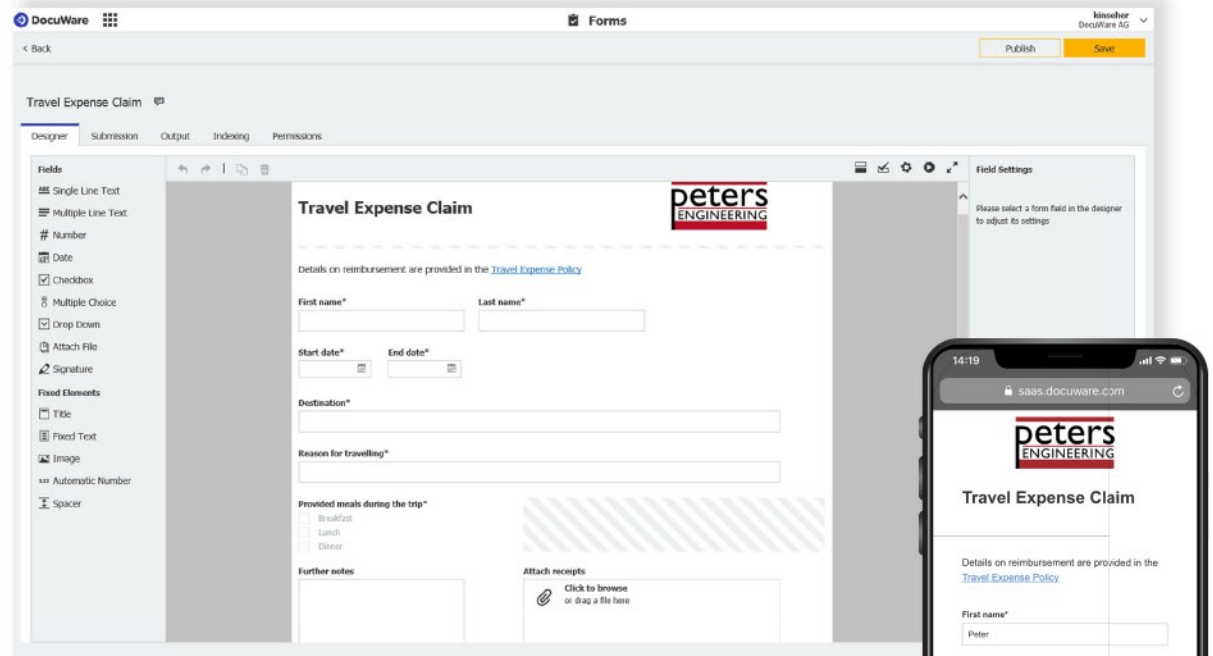 DocuWare
Forms
kinseher
DocuWare AG
< Back
Publish
Save
Travel Expense Claim
Designer
Submission
Output
Indexing
Permissions
Fields
ABC Single Line Text
Multiple Line Text
# Number
Date
Checkbox
Multiple Choice
Drop Down
Attach File
Signature
Fixed Elements
Title
Fixed Text
Image
123 Automatic Number
Spacer
Travel Expense Claim
peters
ENGINEERING
Details on reimbursement are provided in the Travel Expense Policy
First name*
Last name*
Start date*
End date*
Destination*
Reason for travelling*
Provided meals during the trip*
Breakfast
Lunch
Dinner
Further notes
Attach receipts
Click to browse
or drag a file here
Field Settings
Please select a form field in the designer
to adjust its settings
14:19
saas.docuware.com
peters
ENGINEERING
Travel Expense Claim
Details on reimbursement are provided in the
Travel Expense Policy
First name*
Peter